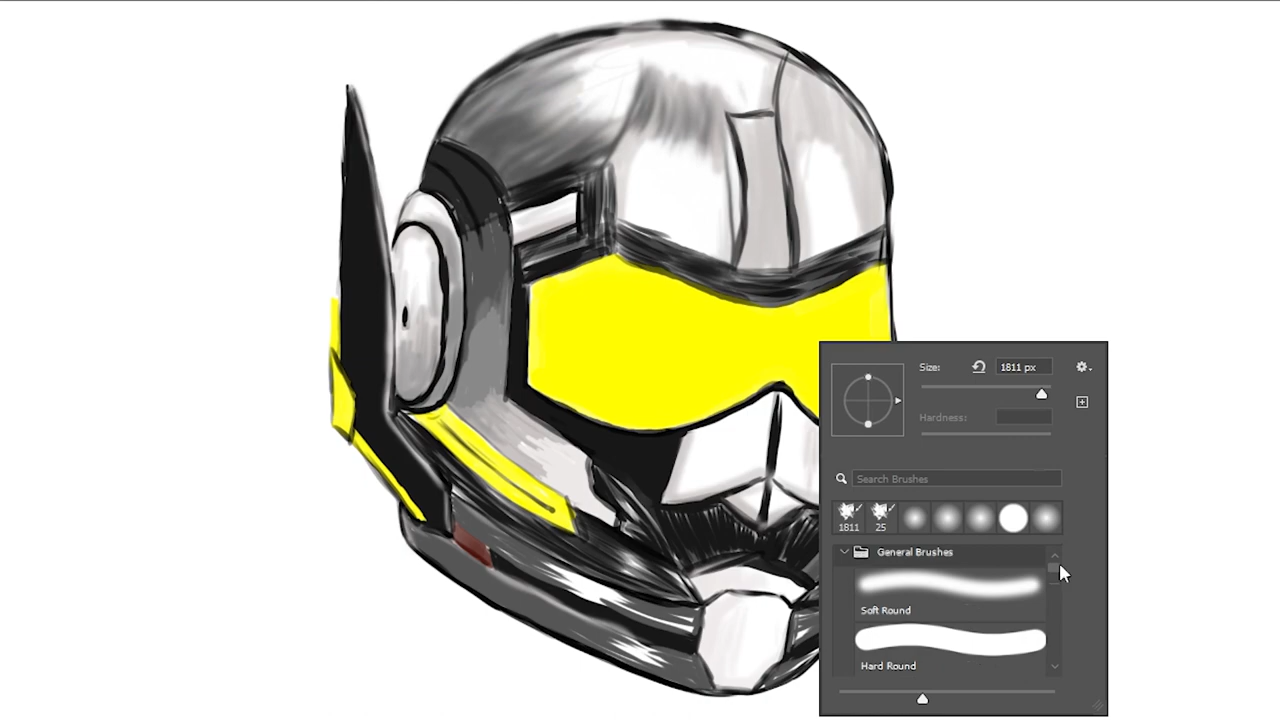 Size:
1811 px
Hardness:
Search Brushes
1811
25
General Brushes
Soft Round
Hard Round